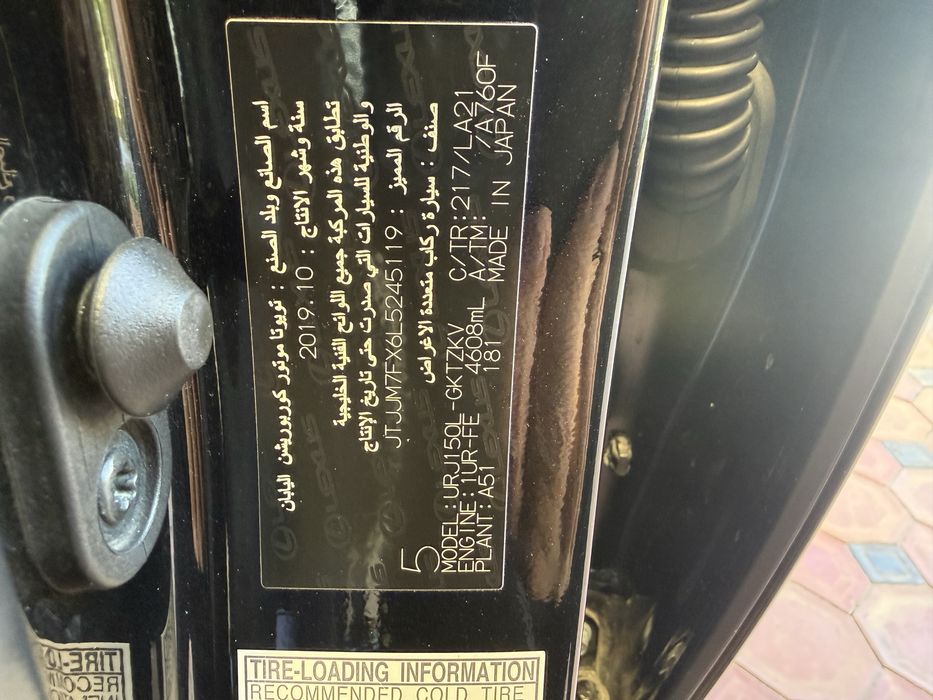 اسم الصانع وبلد الصنع : تويوتا موتور كوربوريشن اليابان
سنة وشهر الإنتاج : 2019.10
تطابق هذه المركبة جميع اللوائح الفنية الخليجية
والوطنية للسيارات التي صدرت حتى تاريخ الإنتاج
الرقم المميز : JTJJM7FX6L5245119
صنف : سيارة ركاب متعددة الاغراض
5
MODEL:URJ150L-GKTZKV C/TR:217/LA21
ENGINE:1UR-FE 4608mL A/TM: /A760F
PLANT:A51 181 MADE IN JAPAN
TIRE-LOADING INFORMATION
RECOMMENDED COLD TIRE